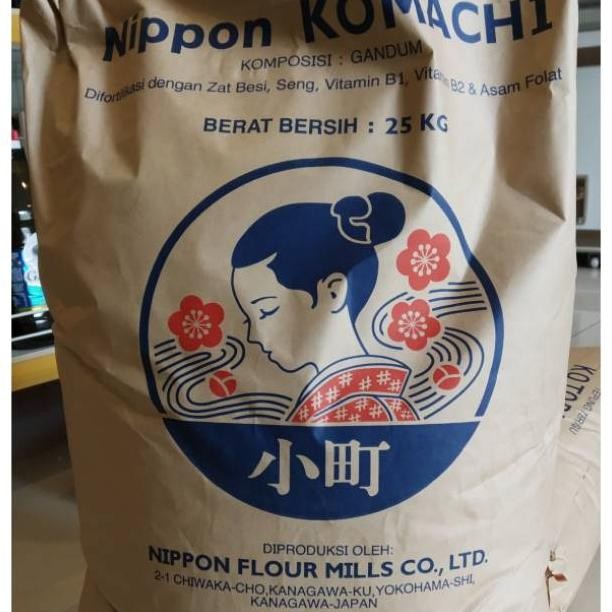 Nippon KOMACHI
KOMPOSISI : GANDUM
Difortifikasi dengan Zat Besi, Seng, Vitamin B1, Vitamin B2 & Asam Folat
BERAT BERSIH : 25 KG
小町
DIPRODUKSI OLEH:
NIPPON FLOUR MILLS CO., LTD.
2-1 CHIWAKA-CHO,KANAGAWA-KU,YOKOHAMA-SHI,
KANAGAWA-JAPAN